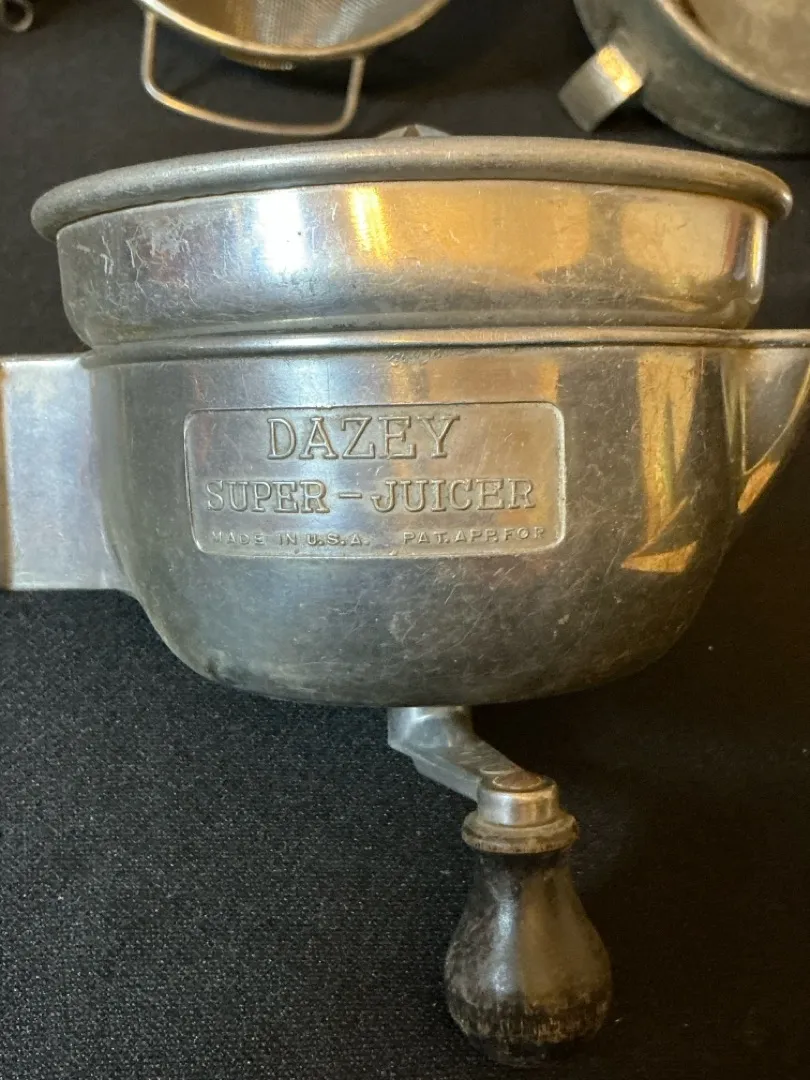 DAZEY
SUPER-JUICER
MADE IN U.S.A. PAT. APP. FOR